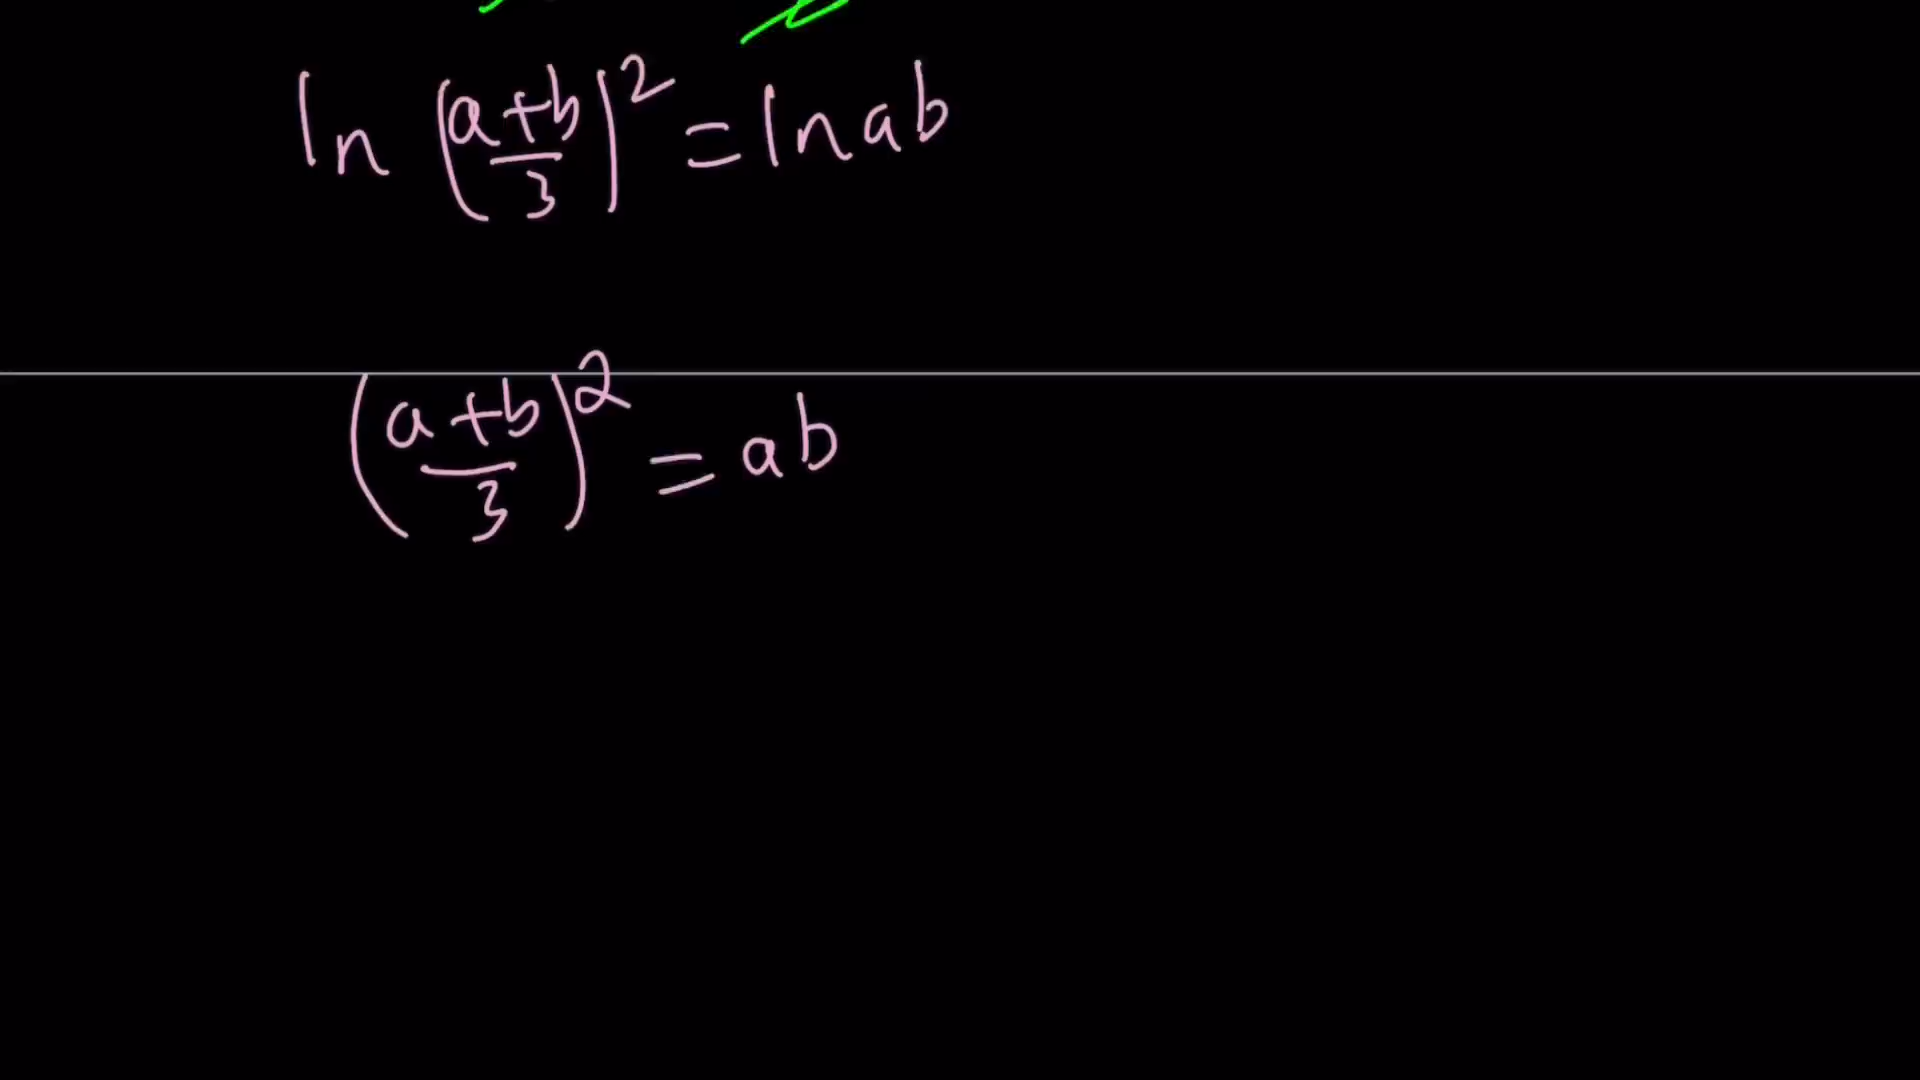 ln (a+b/3)² = ln ab
(a+b/3)² = ab